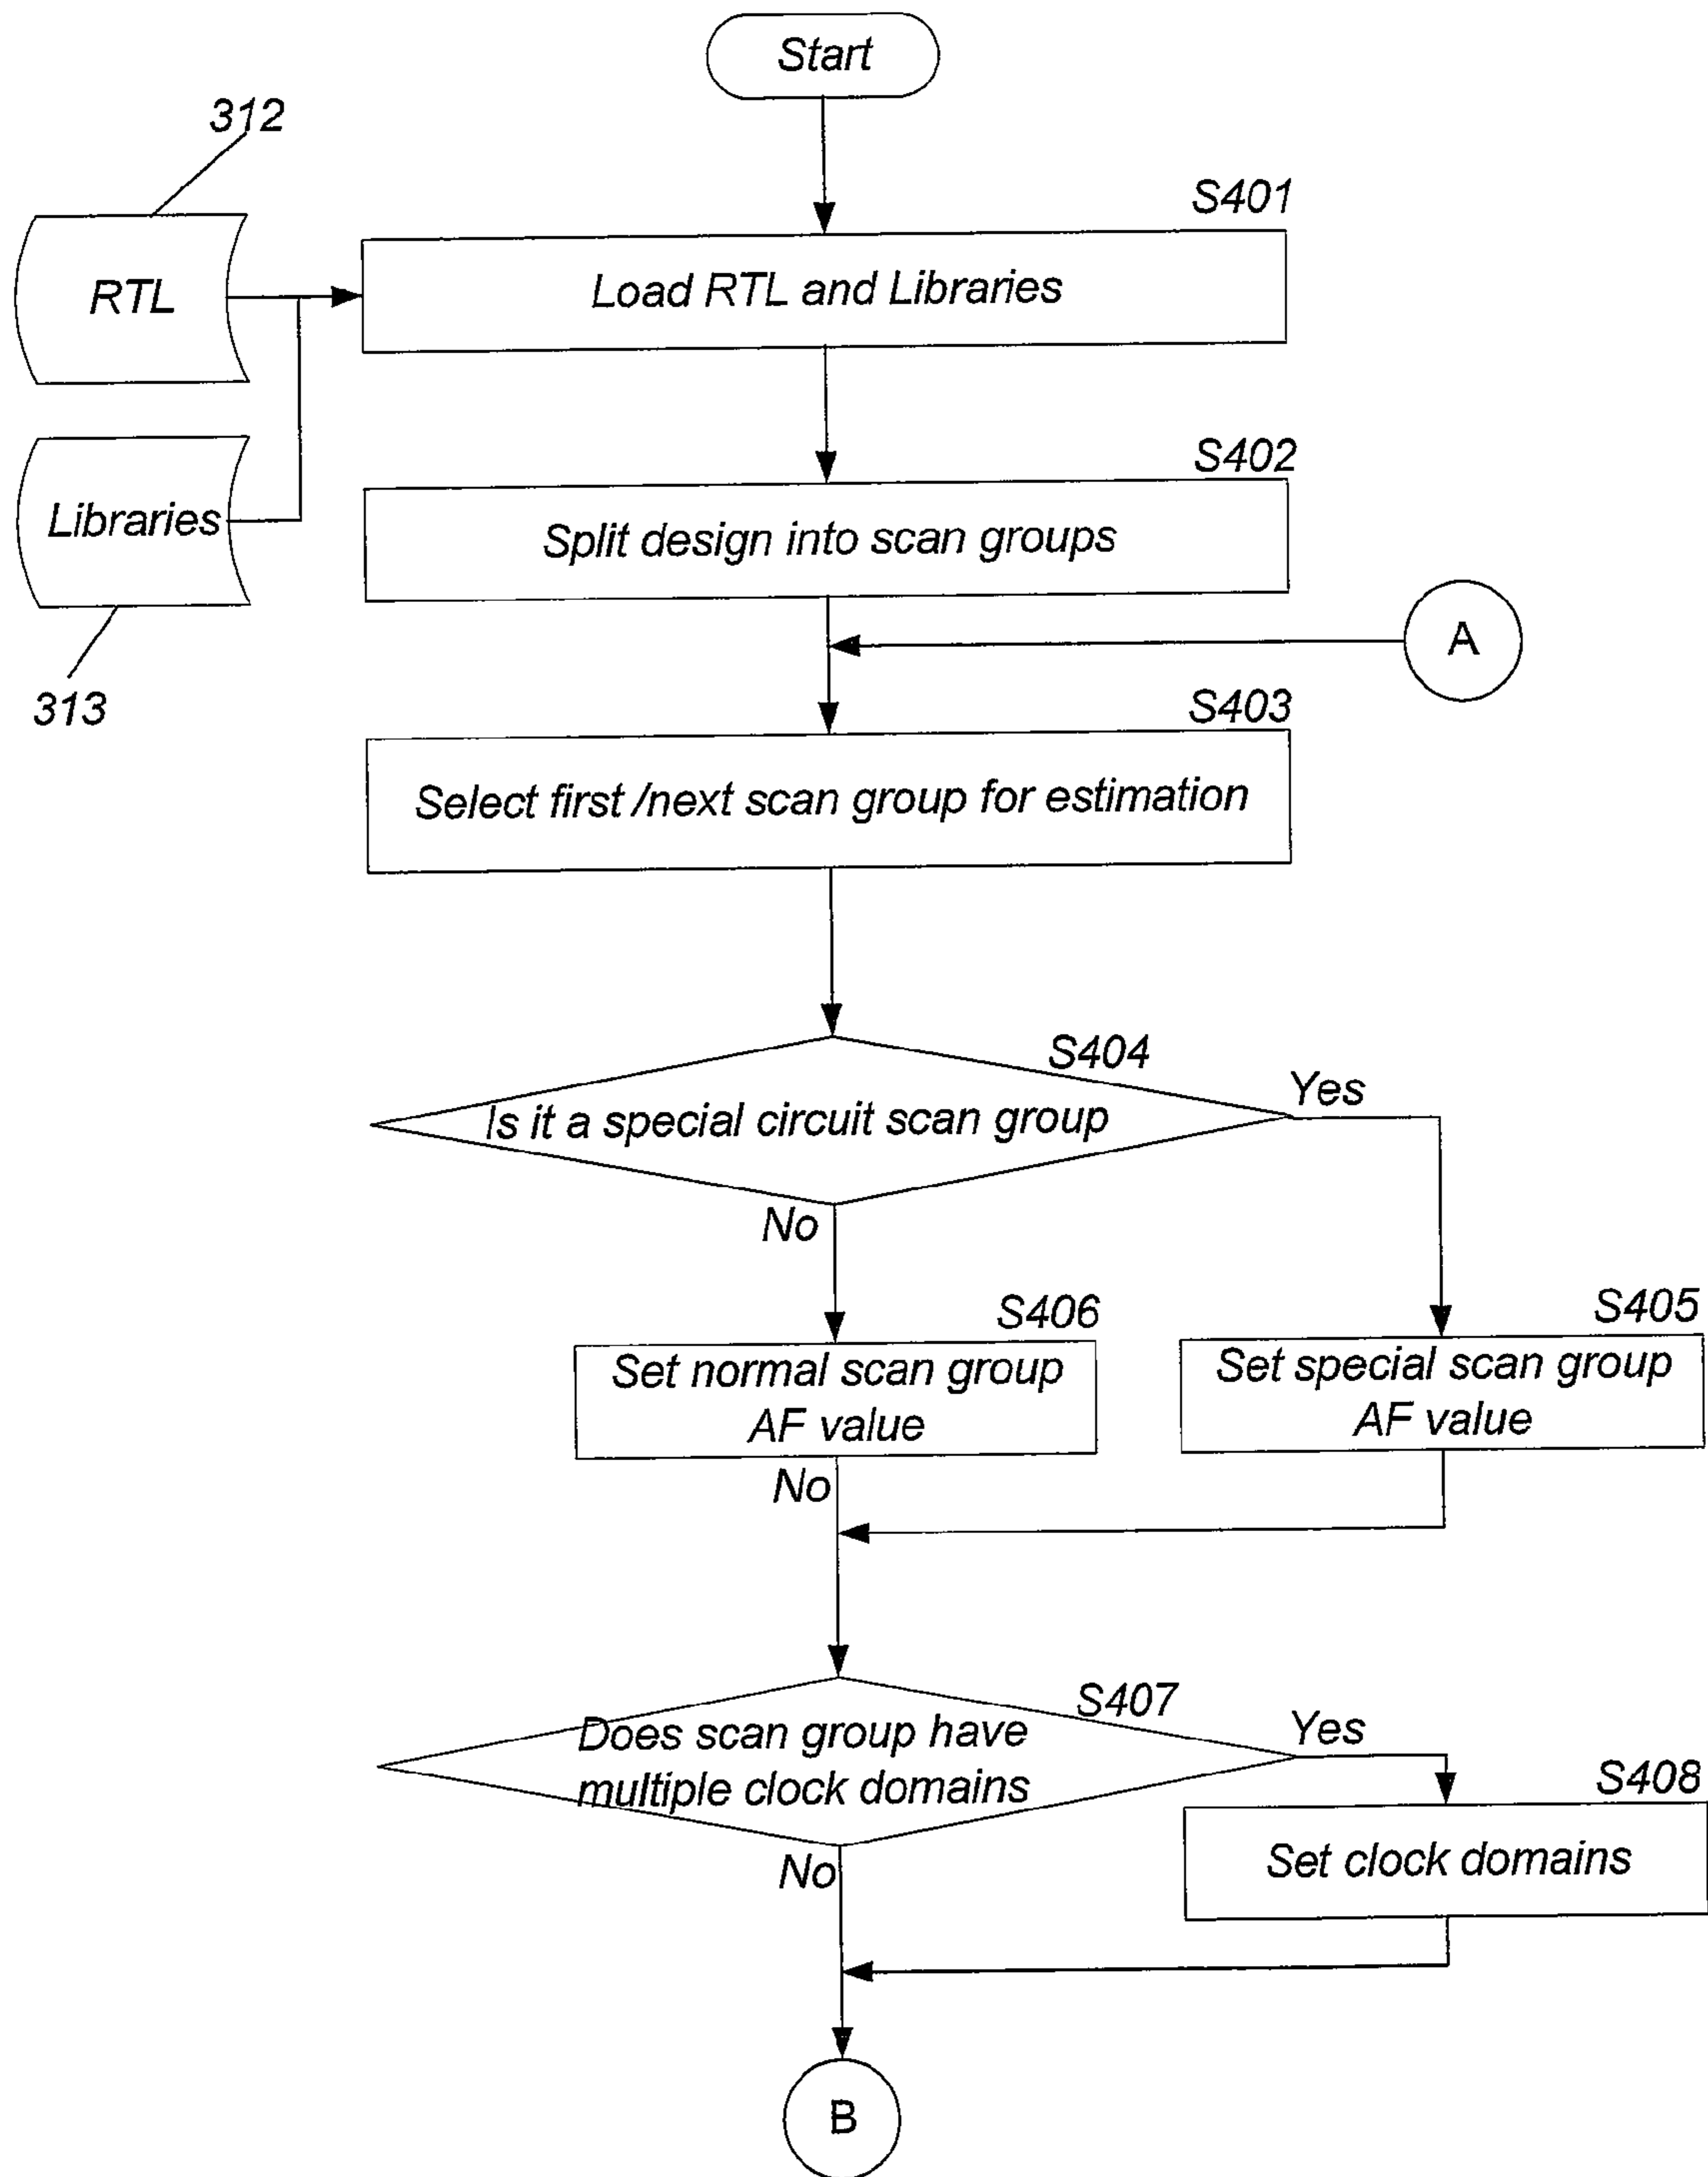 Start
312
S401
RTL
Load RTL and Libraries
S402
Libraries
Split design into scan groups
A
313
S403
Select first /next scan group for estimation
S404
Yes
Is it a special circuit scan group
No
S406
S405
Set normal scan group
AF value
Set special scan group
AF value
No
S407
Yes
Does scan group have
multiple clock domains
S408
No
Set clock domains
B